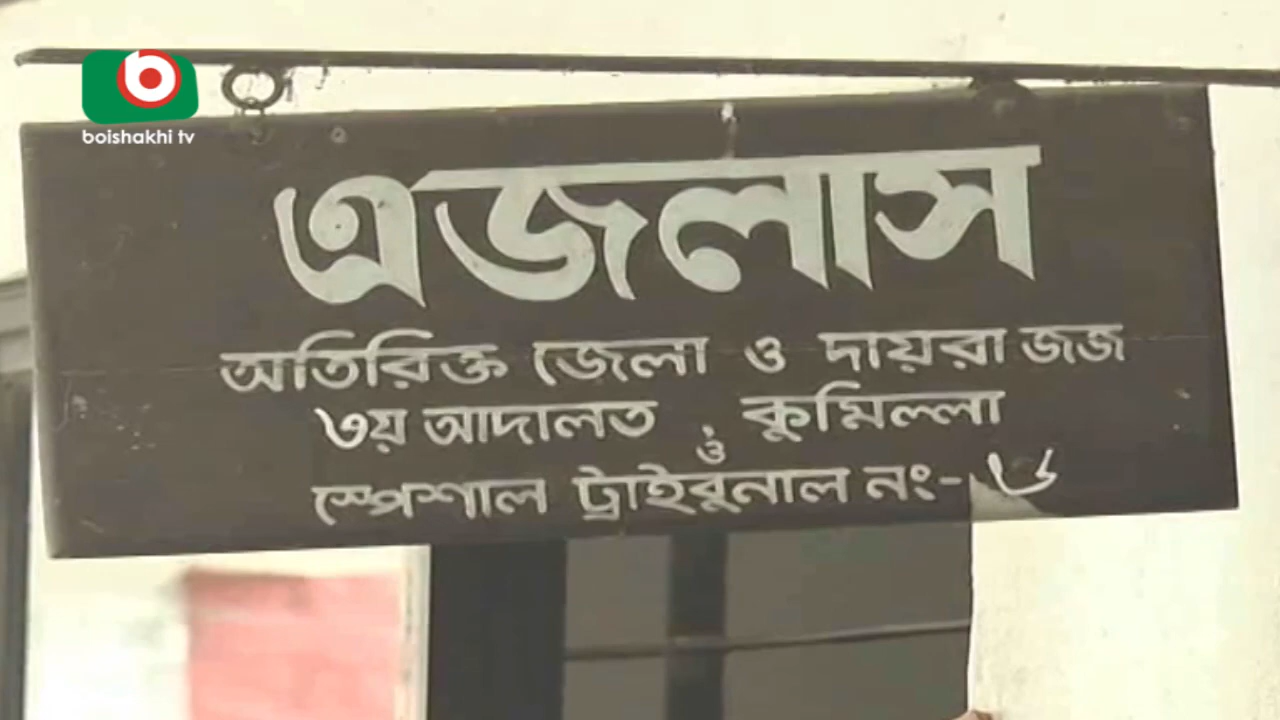 boishakhi tv
এজলাস
অতিরিক্ত জেলা ও দায়রা জজ
৩য় আদালত , কুমিল্লা
ও
স্পেশাল ট্রাইবুনাল নং-